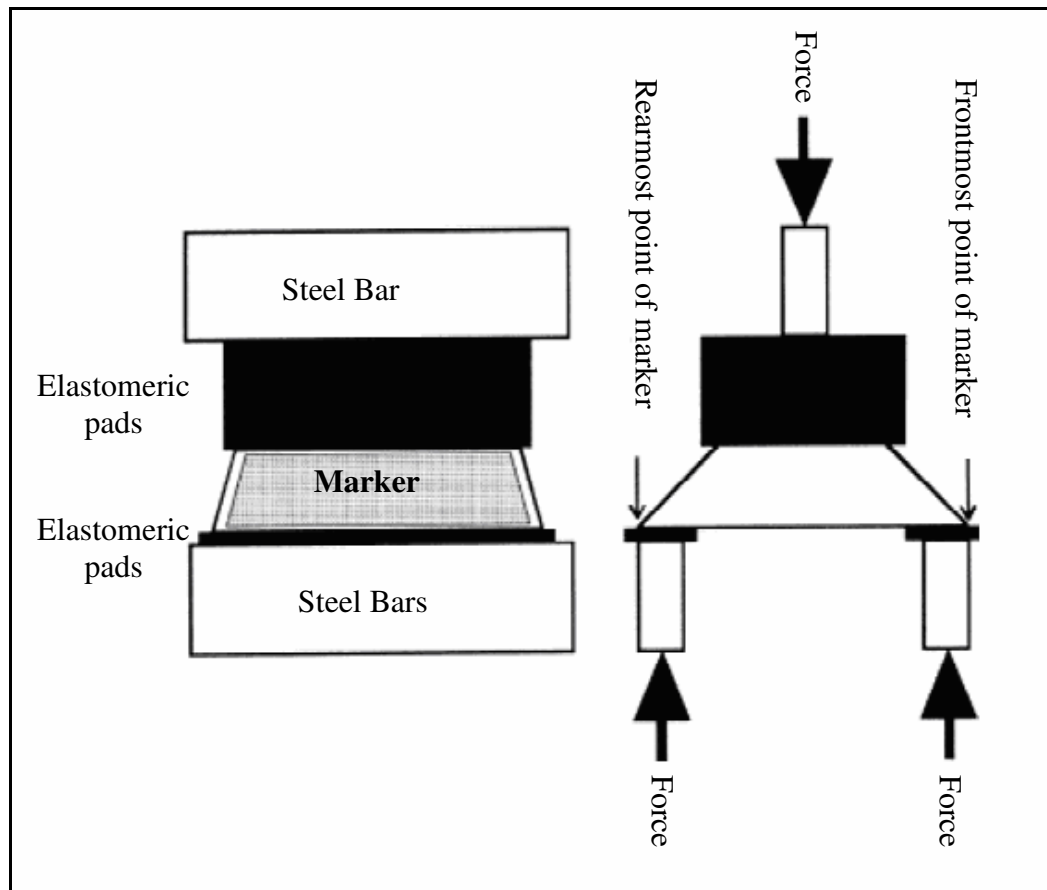 Steel Bar
Elastomeric
pads
Marker
Elastomeric
pads
Steel Bars
Force
Rearmost point of marker
Frontmost point of marker
Force
Force